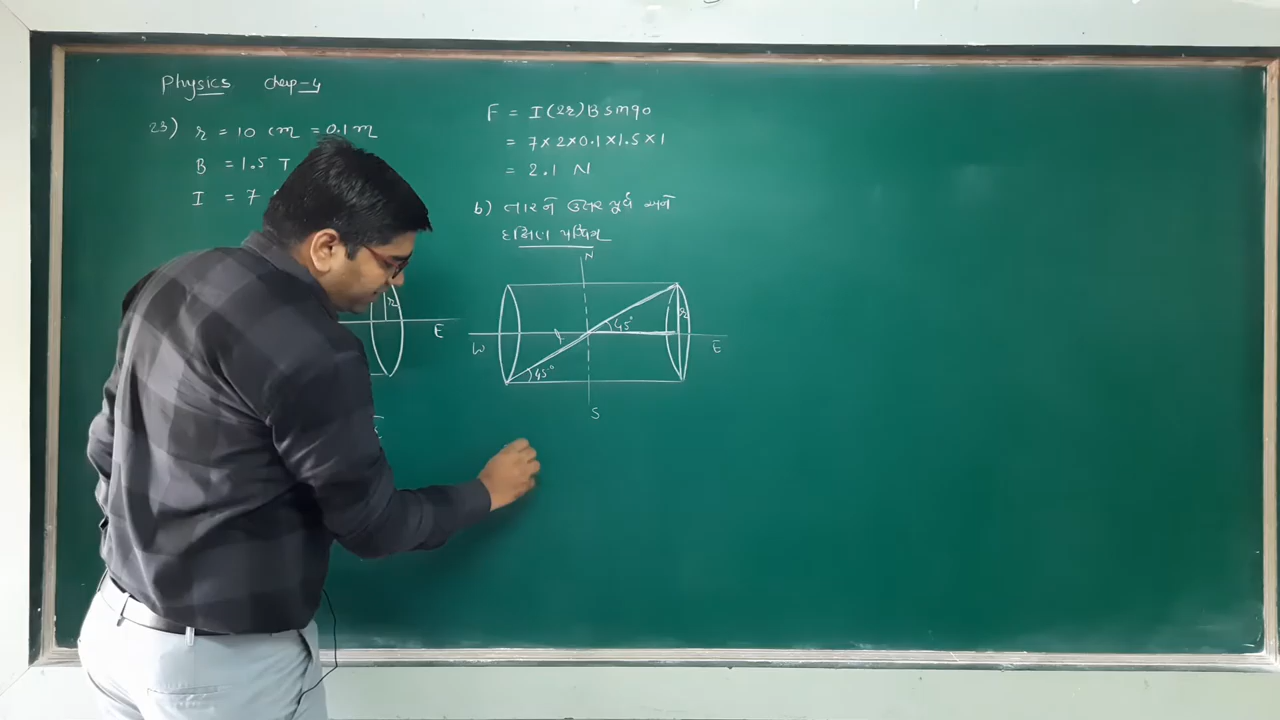 Physics Chap-4
23) r = 10 cm = 0.1 m
B = 1.5 T
I = 7
r
E
F = I(2r)B sin90
= 7×2×0.1×1.5×1
= 2.1 N
b) તારને ઉત્તર પૂર્વ અને
દક્ષિણ પશ્ચિમ
N
r
45°
l
W
E
45°
S